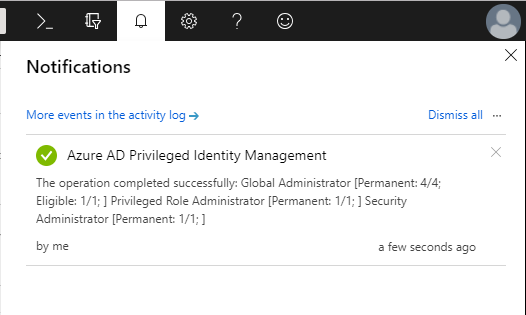 Notifications
More events in the activity log →
Dismiss all ...
Azure AD Privileged Identity Management
The operation completed successfully: Global Administrator [Permanent: 4/4;
Eligible: 1/1; ] Privileged Role Administrator [Permanent: 1/1; ] Security
Administrator [Permanent: 1/1; ]
by me
a few seconds ago